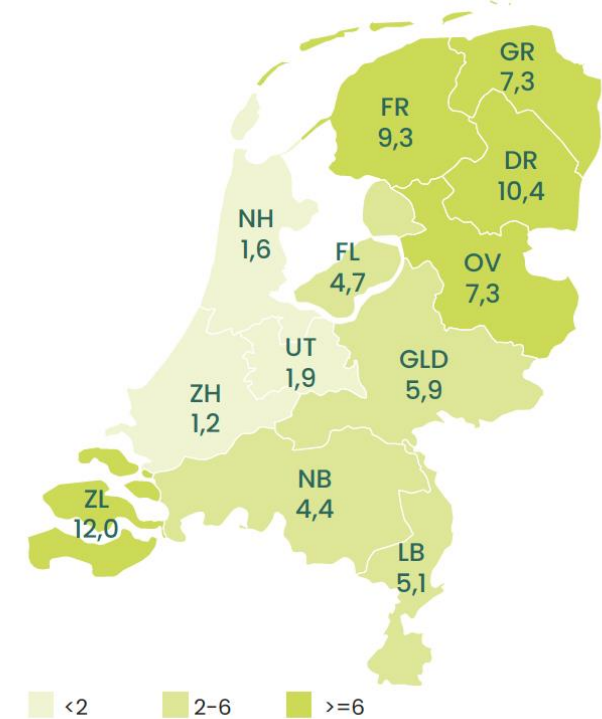 GR
7,3
FR
9,3
DR
10,4
NH
1,6
FL
4,7
OV
7,3
UT
1,9
GLD
5,9
ZH
1,2
NB
4,4
ZL
12,0
LB
5,1
<2
2-6
>=6